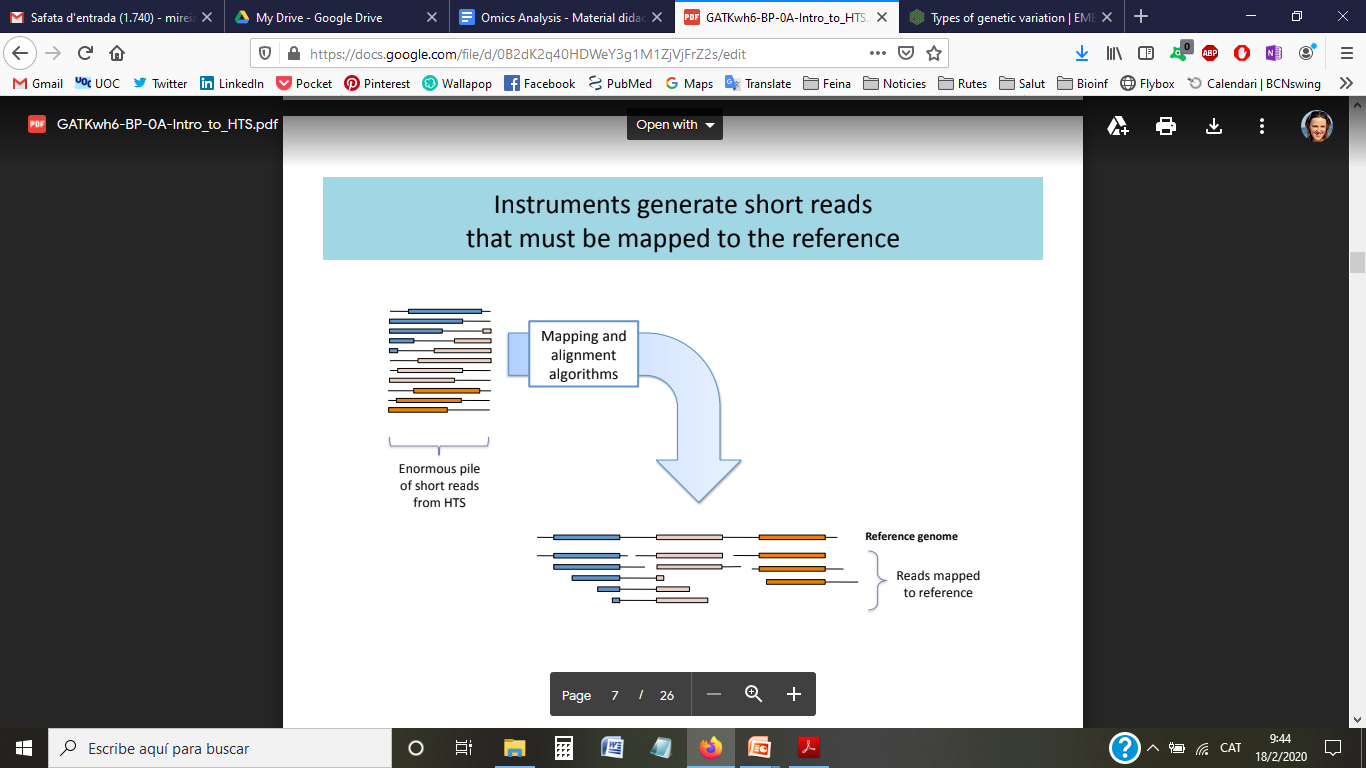 Safata d'entrada (1.740) - mirei
My Drive - Google Drive
Omics Analysis - Material didac
GATKwh6-BP-0A-Intro_to_HTS.
Types of genetic variation | EME
https://docs.google.com/file/d/0B2dK2q40HDWeY3g1M1ZjVjFrZ2s/edit
0
ABP
Gmail
UOC
Twitter
LinkedIn
Pocket
Pinterest
Wallapop
Facebook
PubMed
Maps
Translate
Feina
Noticies
Rutes
Salut
Bioinf
Flybox
Calendari | BCNswing
PDF GATKwh6-BP-0A-Intro_to_HTS.pdf
Open with
Instruments generate short reads
that must be mapped to the reference
Mapping and
alignment
algorithms
Enormous pile
of short reads
from HTS
Reference genome
Reads mapped
to reference
Page 7 / 26
Escribe aquí para buscar
CAT
9:44
18/2/2020